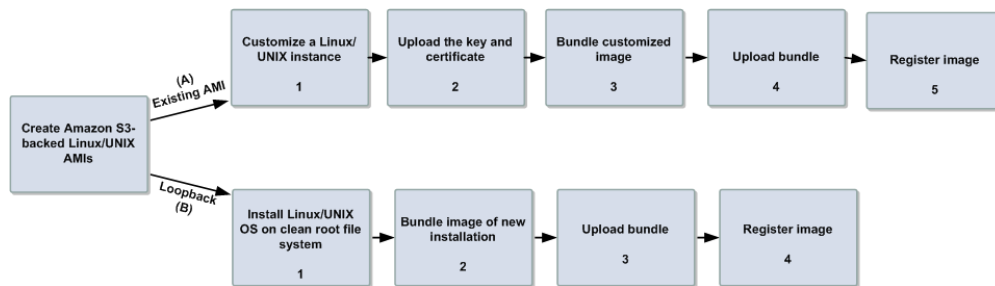 Create Amazon S3-
backed Linux/UNIX
AMIs
(A)
Existing AMI
Customize a Linux/
UNIX instance
1
Upload the key and
certificate
2
Bundle customized
image
3
Upload bundle
4
Register image
5
Loopback
(B)
Install Linux/UNIX
OS on clean root file
system
1
Bundle image of new
installation
2
Upload bundle
3
Register image
4